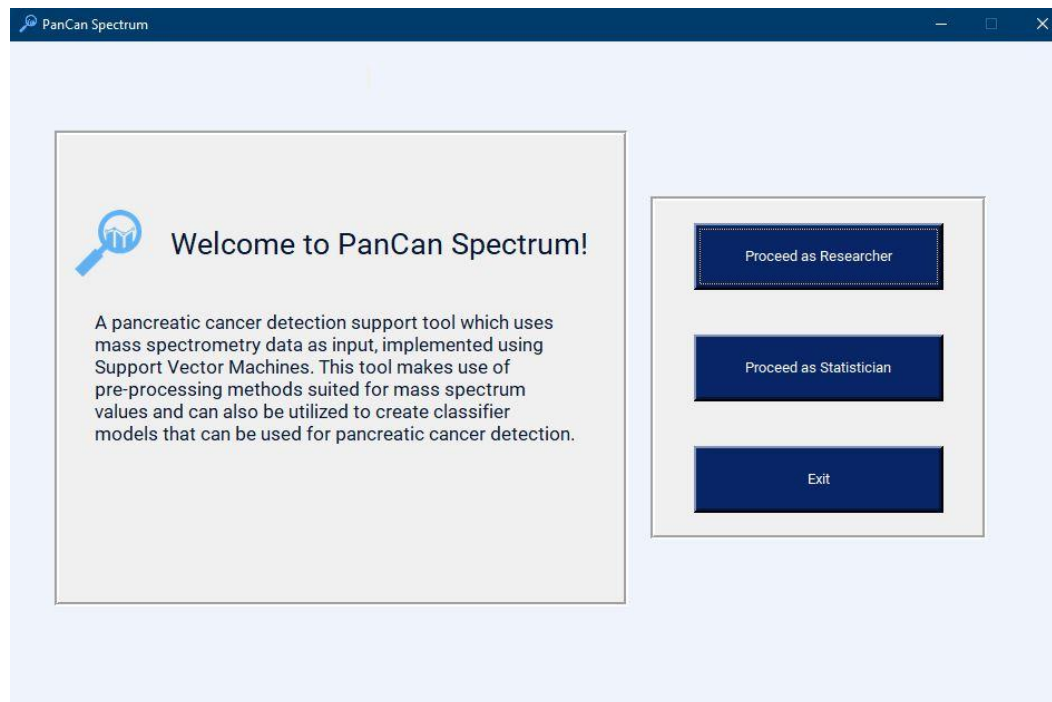 PanCan Spectrum
Welcome to PanCan Spectrum!
A pancreatic cancer detection support tool which uses
mass spectrometry data as input, implemented using
Support Vector Machines. This tool makes use of
pre-processing methods suited for mass spectrum
values and can also be utilized to create classifier
models that can be used for pancreatic cancer detection.
Proceed as Researcher
Proceed as Statistician
Exit